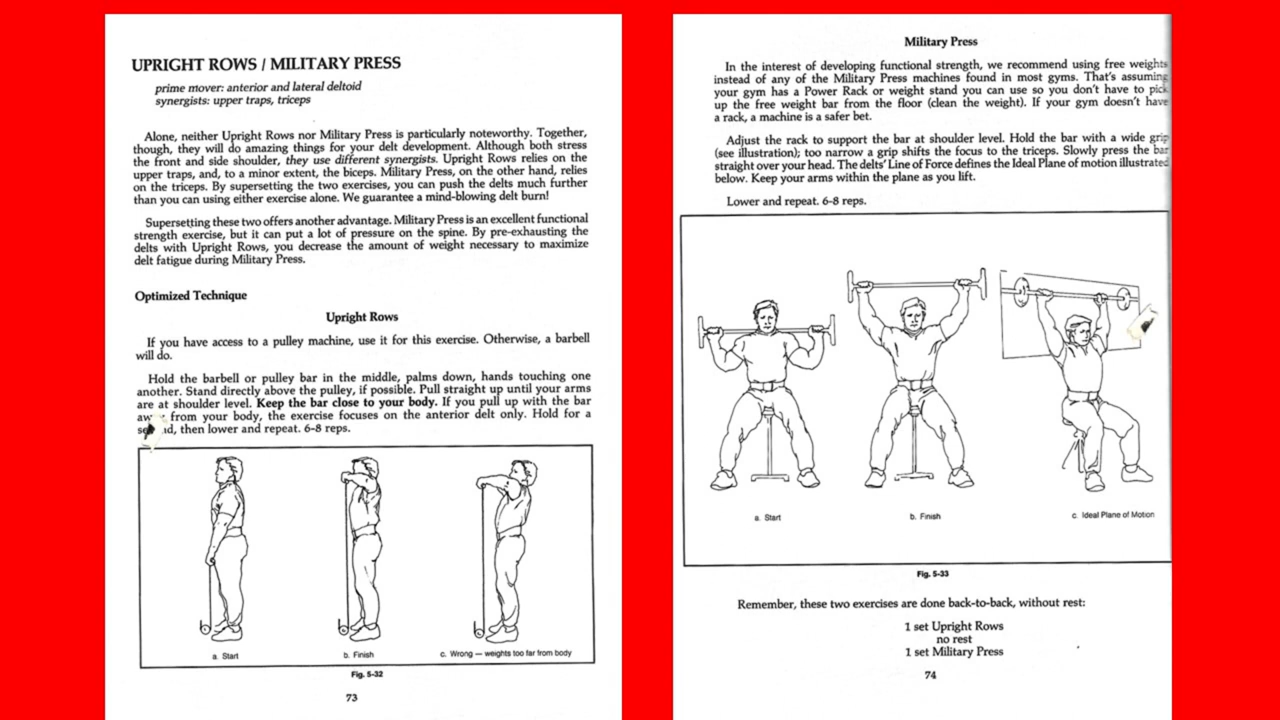 UPRIGHT ROWS / MILITARY PRESS
prime mover: anterior and lateral deltoid
synergists: upper traps, triceps
Alone, neither Upright Rows nor Military Press is particularly noteworthy. Together,
though, they will do amazing things for your delt development. Although both stress
the front and side shoulder, they use different synergists. Upright Rows relies on the
upper traps, and, to a minor extent, the biceps. Military Press, on the other hand, relies
on the triceps. By supersetting the two exercises, you can push the delts much further
than you can using either exercise alone. We guarantee a mind-blowing delt burn!
Supersetting these two offers another advantage. Military Press is an excellent functional
strength exercise, but it can put a lot of pressure on the spine. By pre-exhausting the
delts with Upright Rows, you decrease the amount of weight necessary to maximize
delt fatigue during Military Press.
Optimized Technique
Upright Rows
If you have access to a pulley machine, use it for this exercise. Otherwise, a barbell
will do.
Hold the barbell or pulley bar in the middle, palms down, hands touching one
another. Stand directly above the pulley, if possible. Pull straight up until your arms
are at shoulder level. Keep the bar close to your body. If you pull up with the bar
from your body, the exercise focuses on the anterior delt only. Hold for a
then lower and repeat. 6-8 reps.
a. Start
b. Finish
c. Wrong — weights too far from body
Fig. 5-32
73
Military Press
In the interest of developing functional strength, we recommend using free weights
instead of any of the Military Press machines found in most gyms. That's assuming
your gym has a Power Rack or weight stand you can use so you don't have to pick
up the free weight bar from the floor (clean the weight). If your gym doesn't have
a rack, a machine is a safer bet.
Adjust the rack to support the bar at shoulder level. Hold the bar with a wide grip
(see illustration); too narrow a grip shifts the focus to the triceps. Slowly press the bar
straight over your head. The delts' Line of Force defines the Ideal Plane of motion illustrated
below. Keep your arms within the plane as you lift.
Lower and repeat. 6-8 reps.
a. Start
b. Finish
c. Ideal Plane of Motion
Fig. 5-33
Remember, these two exercises are done back-to-back, without rest:
1 set Upright Rows
no rest
1 set Military Press
74